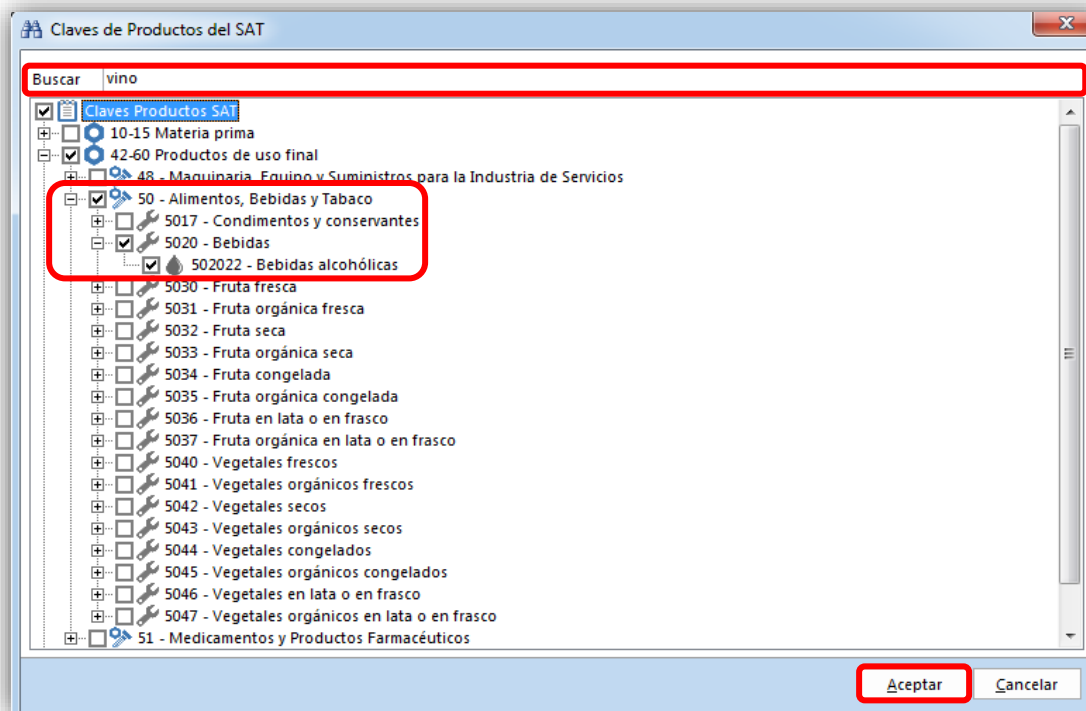 Claves de Productos del SAT
Buscar vino
Claves Productos SAT
10-15 Materia prima
42-60 Productos de uso final
48 - Maquinaria, Equipo y Suministros para la Industria de Servicios
50 - Alimentos, Bebidas y Tabaco
5017 - Condimentos y conservantes
5020 - Bebidas
502022 - Bebidas alcohólicas
5030 - Fruta fresca
5031 - Fruta orgánica fresca
5032 - Fruta seca
5033 - Fruta orgánica seca
5034 - Fruta congelada
5035 - Fruta orgánica congelada
5036 - Fruta en lata o en frasco
5037 - Fruta orgánica en lata o en frasco
5040 - Vegetales frescos
5041 - Vegetales orgánicos frescos
5042 - Vegetales secos
5043 - Vegetales orgánicos secos
5044 - Vegetales congelados
5045 - Vegetales orgánicos congelados
5046 - Vegetales en lata o en frasco
5047 - Vegetales orgánicos en lata o en frasco
51 - Medicamentos y Productos Farmacéuticos
Aceptar Cancelar